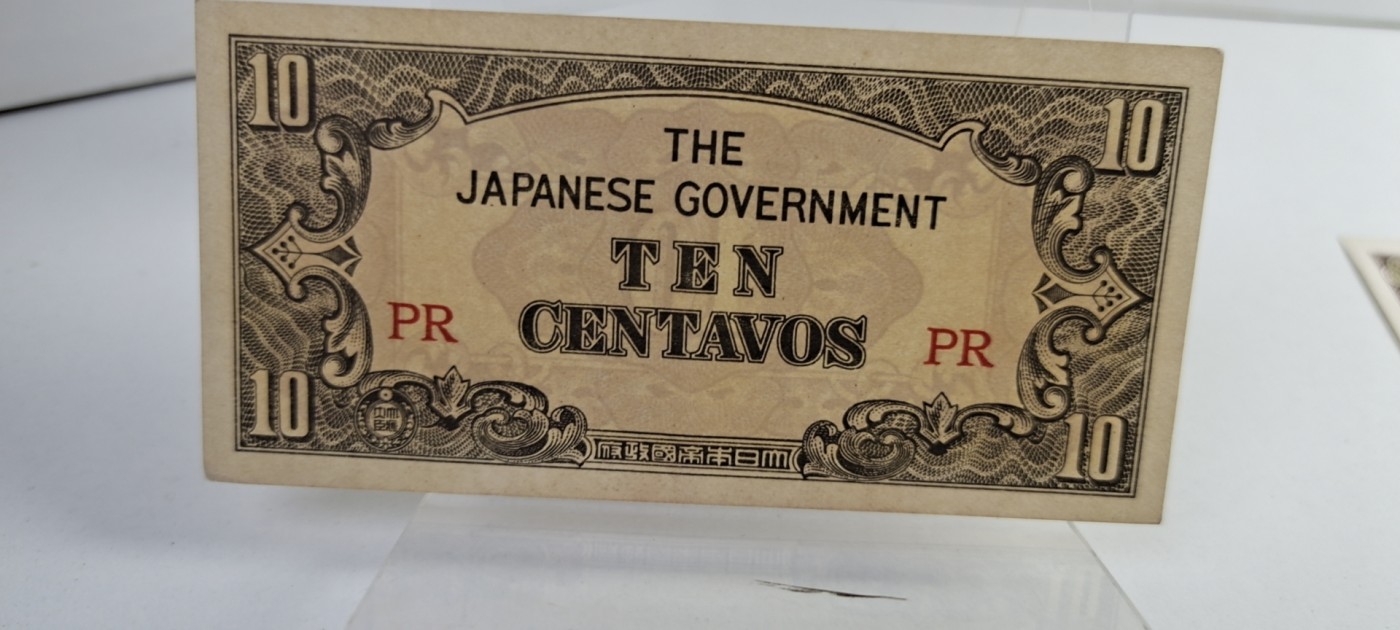 10 10
THE
JAPANESE GOVERNMENT
TEN
PR CENTAVOS PR
10 10
府政國帝本日大